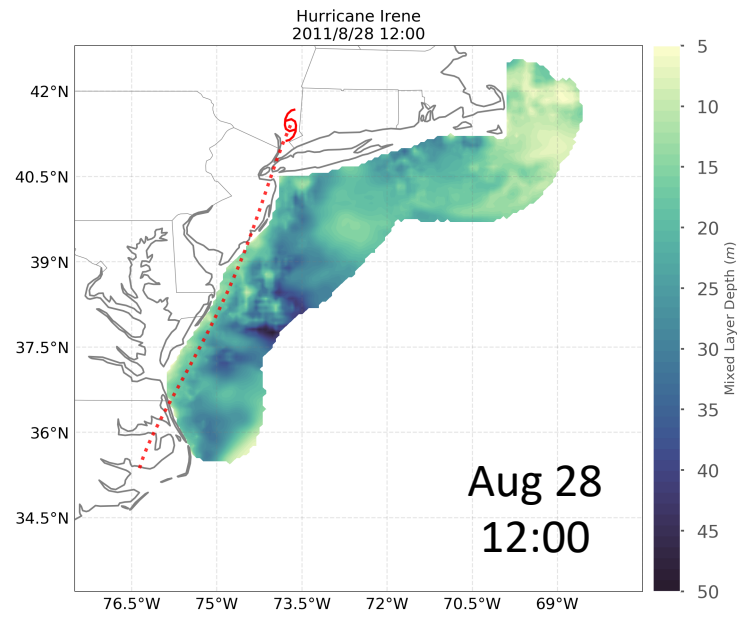 Hurricane Irene
2011/8/28 12:00
42°N
40.5°N
39°N
37.5°N
36°N
34.5°N
76.5°W
75°W
73.5°W
72°W
70.5°W
69°W
Aug 28
12:00
5
10
15
20
25
30
35
40
45
50
Mixed Layer Depth (m)